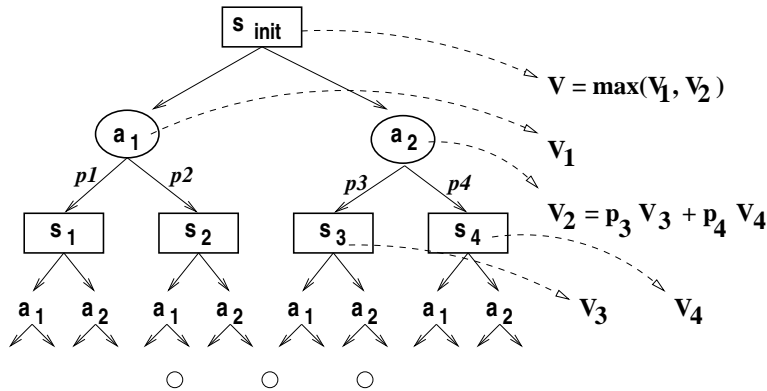 s init
V = max(V1, V2)
a1 a2 V1
p1 p2 p3 p4
s1 s2 s3 s4 V2 = p3 V3 + p4 V4
a1 a2 a1 a2 a1 a2 a1 a2 V3 V4